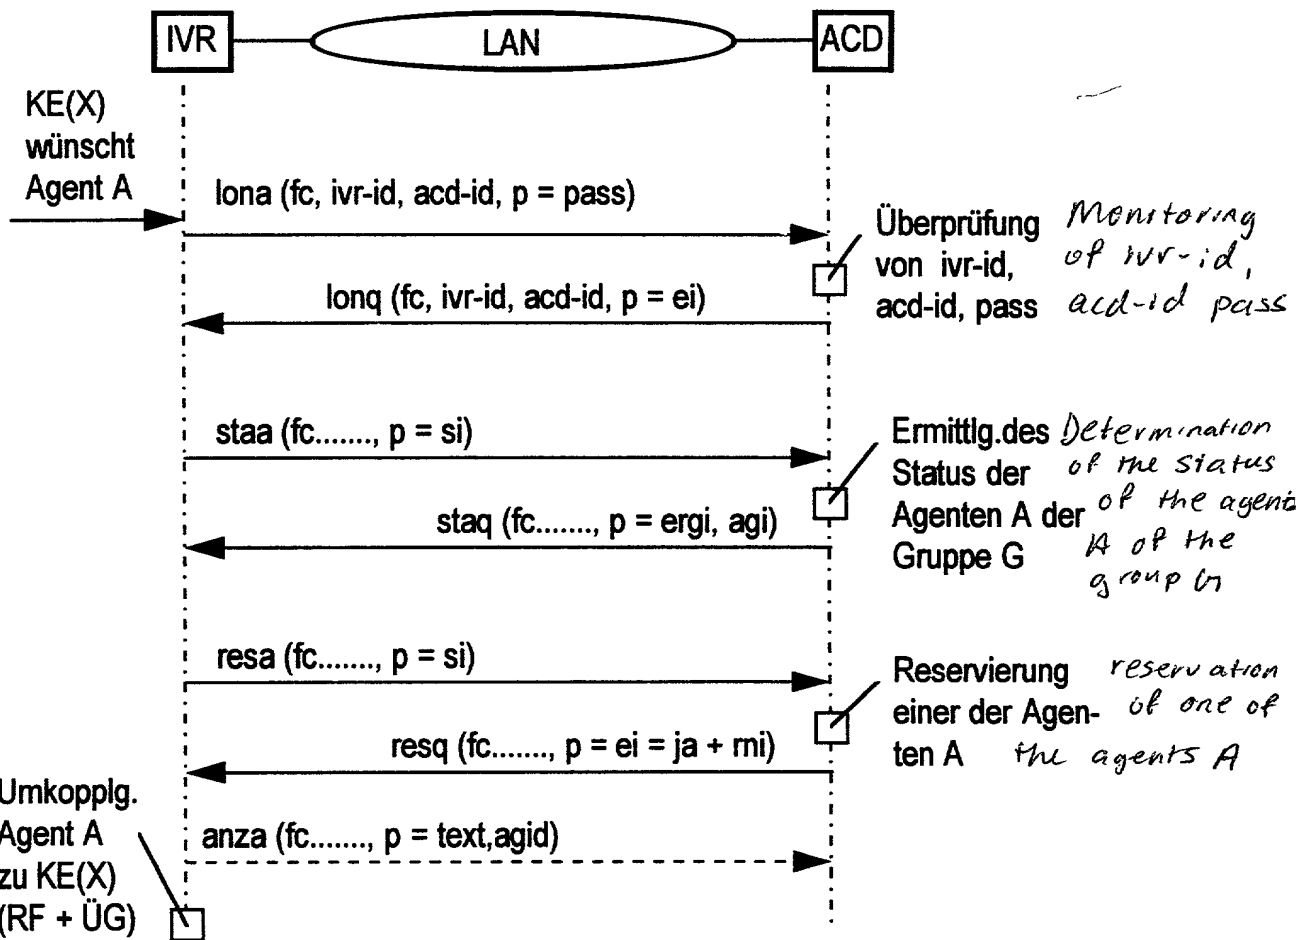 IVR
LAN
ACD
KE(X)
wünscht
Agent A
lona (fc, ivr-id, acd-id, p = pass)
Überprüfung
von ivr-id,
acd-id, pass
Monitoring
of ivr-id,
acd-id pass
lonq (fc, ivr-id, acd-id, p = ei)
staa (fc......., p = si)
Ermittlg.des
Status der
Agenten A der
Gruppe G
Determination
of the status
of the agents
A of the
group G
staq (fc......., p = ergi, agi)
resa (fc......., p = si)
Reservierung
einer der Agen-
ten A
reservation
of one of
the agents A
resq (fc......., p = ei = ja + rni)
Umkopplg.
Agent A
zu KE(X)
(RF + ÜG)
anza (fc......., p = text,agid)